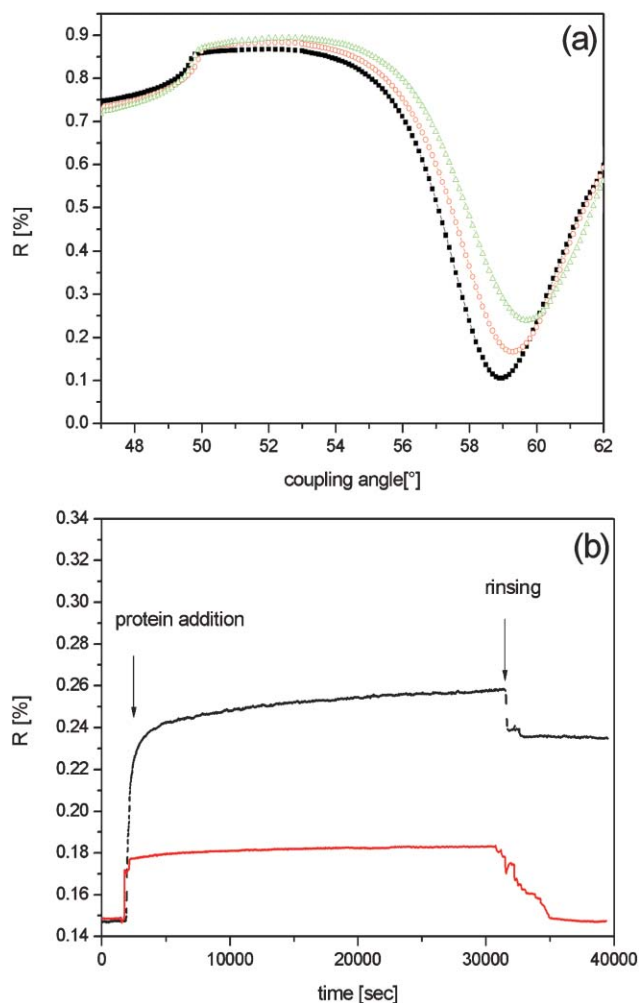 (a)
0.9
0.8
0.7
0.6
0.5
0.4
0.3
0.2
0.1
0.0
R [%]
48 50 52 54 56 58 60 62
coupling angle[°]
(b)
0.34
0.32
0.30
0.28
0.26
0.24
0.22
0.20
0.18
0.16
0.14
R [%]
protein addition
rinsing
0 10000 20000 30000 40000
time [sec]